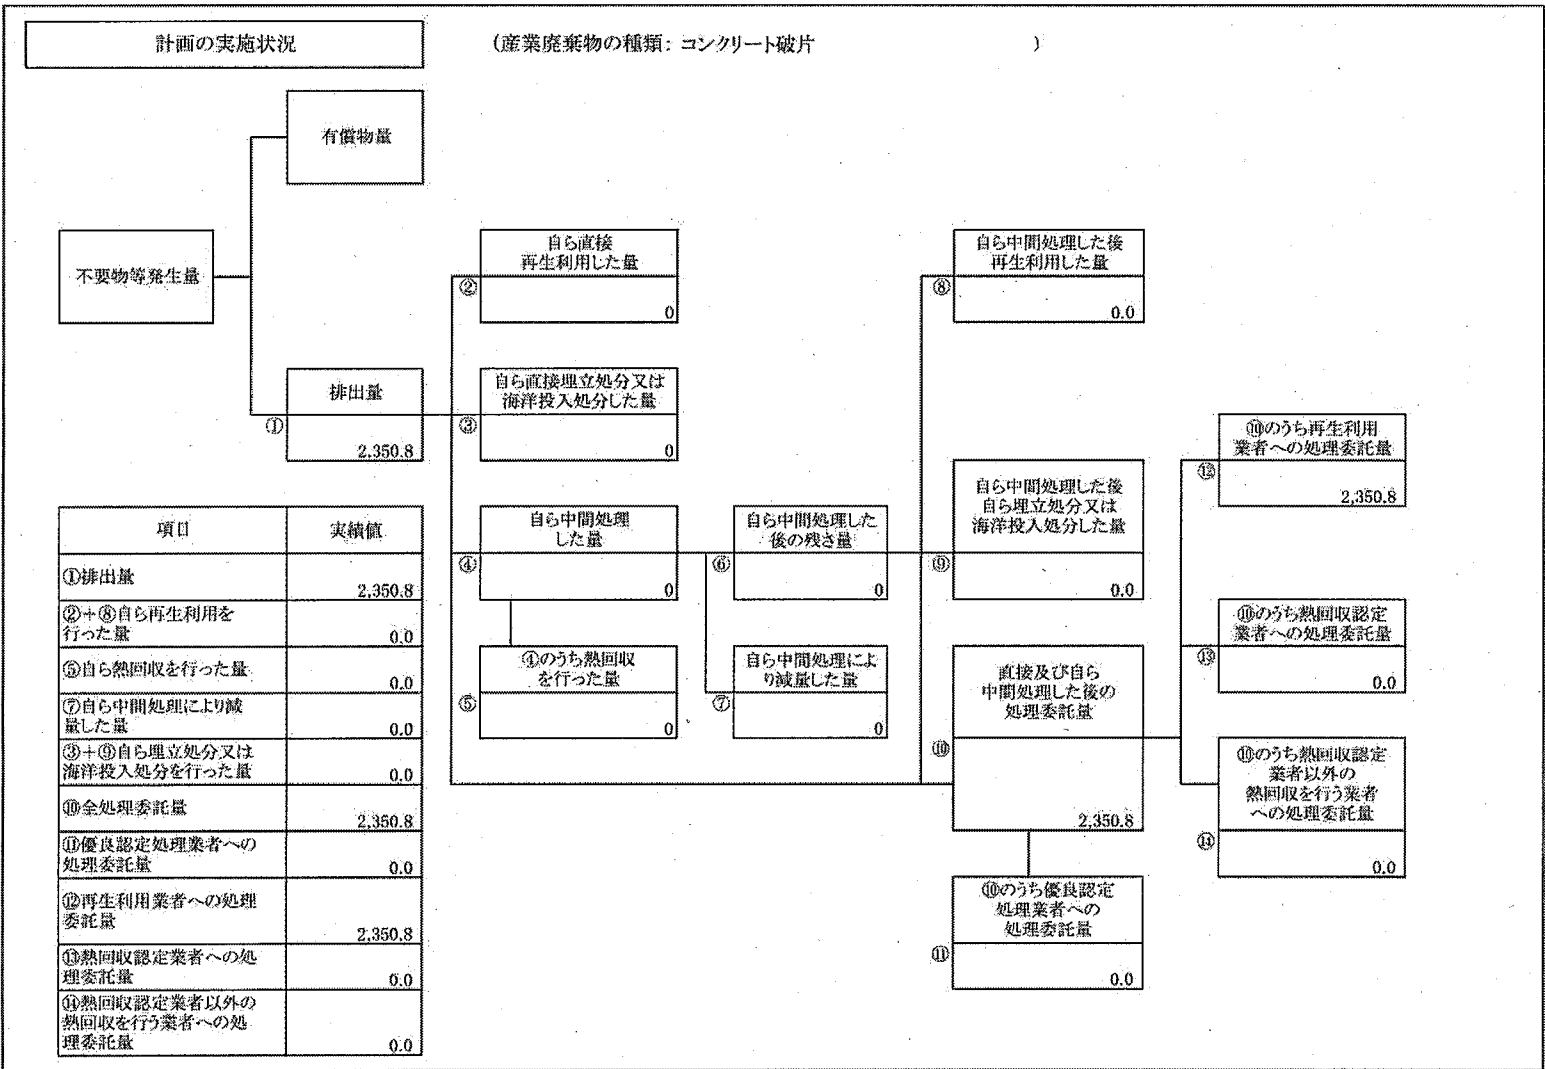 計画の実施状況
(産業廃棄物の種類: コンクリート破片 )
有償物量
不要物等発生量
排出量
①
2,350.8
自ら直接
再生利用した量
②
0
自ら直接埋立処分又は
海洋投入処分した量
③
0
自ら中間処理
した量
④
0
④のうち熱回収
を行った量
⑤
0
自ら中間処理した
後の残さ量
⑥
0
自ら中間処理によ
り減量した量
⑦
0
自ら中間処理した後
再生利用した量
⑧
0.0
自ら中間処理した後
自ら埋立処分又は
海洋投入処分した量
⑨
0.0
直接及び自ら
中間処理した後の
処理委託量
⑩
2,350.8
⑩のうち優良認定
処理業者への
処理委託量
⑪
0.0
⑩のうち再生利用
業者への処理委託量
⑫
2,350.8
⑩のうち熱回収認定
業者への処理委託量
⑬
0.0
⑩のうち熱回収認定
業者以外の
熱回収を行う業者
への処理委託量
⑭
0.0
項目 実績値
①排出量
2,350.8
②+⑧自ら再生利用を
行った量
0.0
⑤自ら熱回収を行った量
0.0
⑦自ら中間処理により減
量した量
0.0
③+⑨自ら埋立処分又は
海洋投入処分を行った量
0.0
⑩全処理委託量
2,350.8
⑪優良認定処理業者への
処理委託量
0.0
⑫再生利用業者への処理
委託量
2,350.8
⑬熱回収認定業者への処
理委託量
0.0
⑭熱回収認定業者以外の
熱回収を行う業者への処
理委託量
0.0